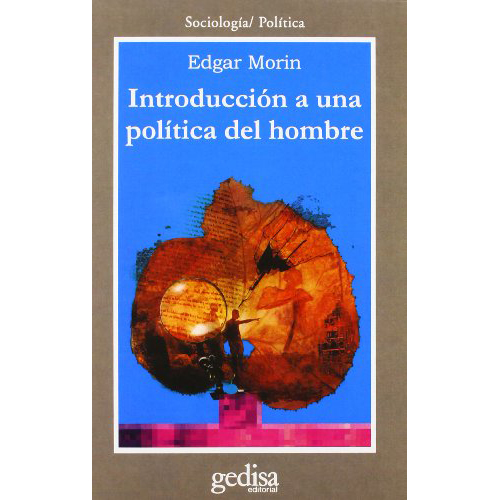 Sociología/ Política
Edgar Morin
Introducción a una
política del hombre
gedisa
editorial